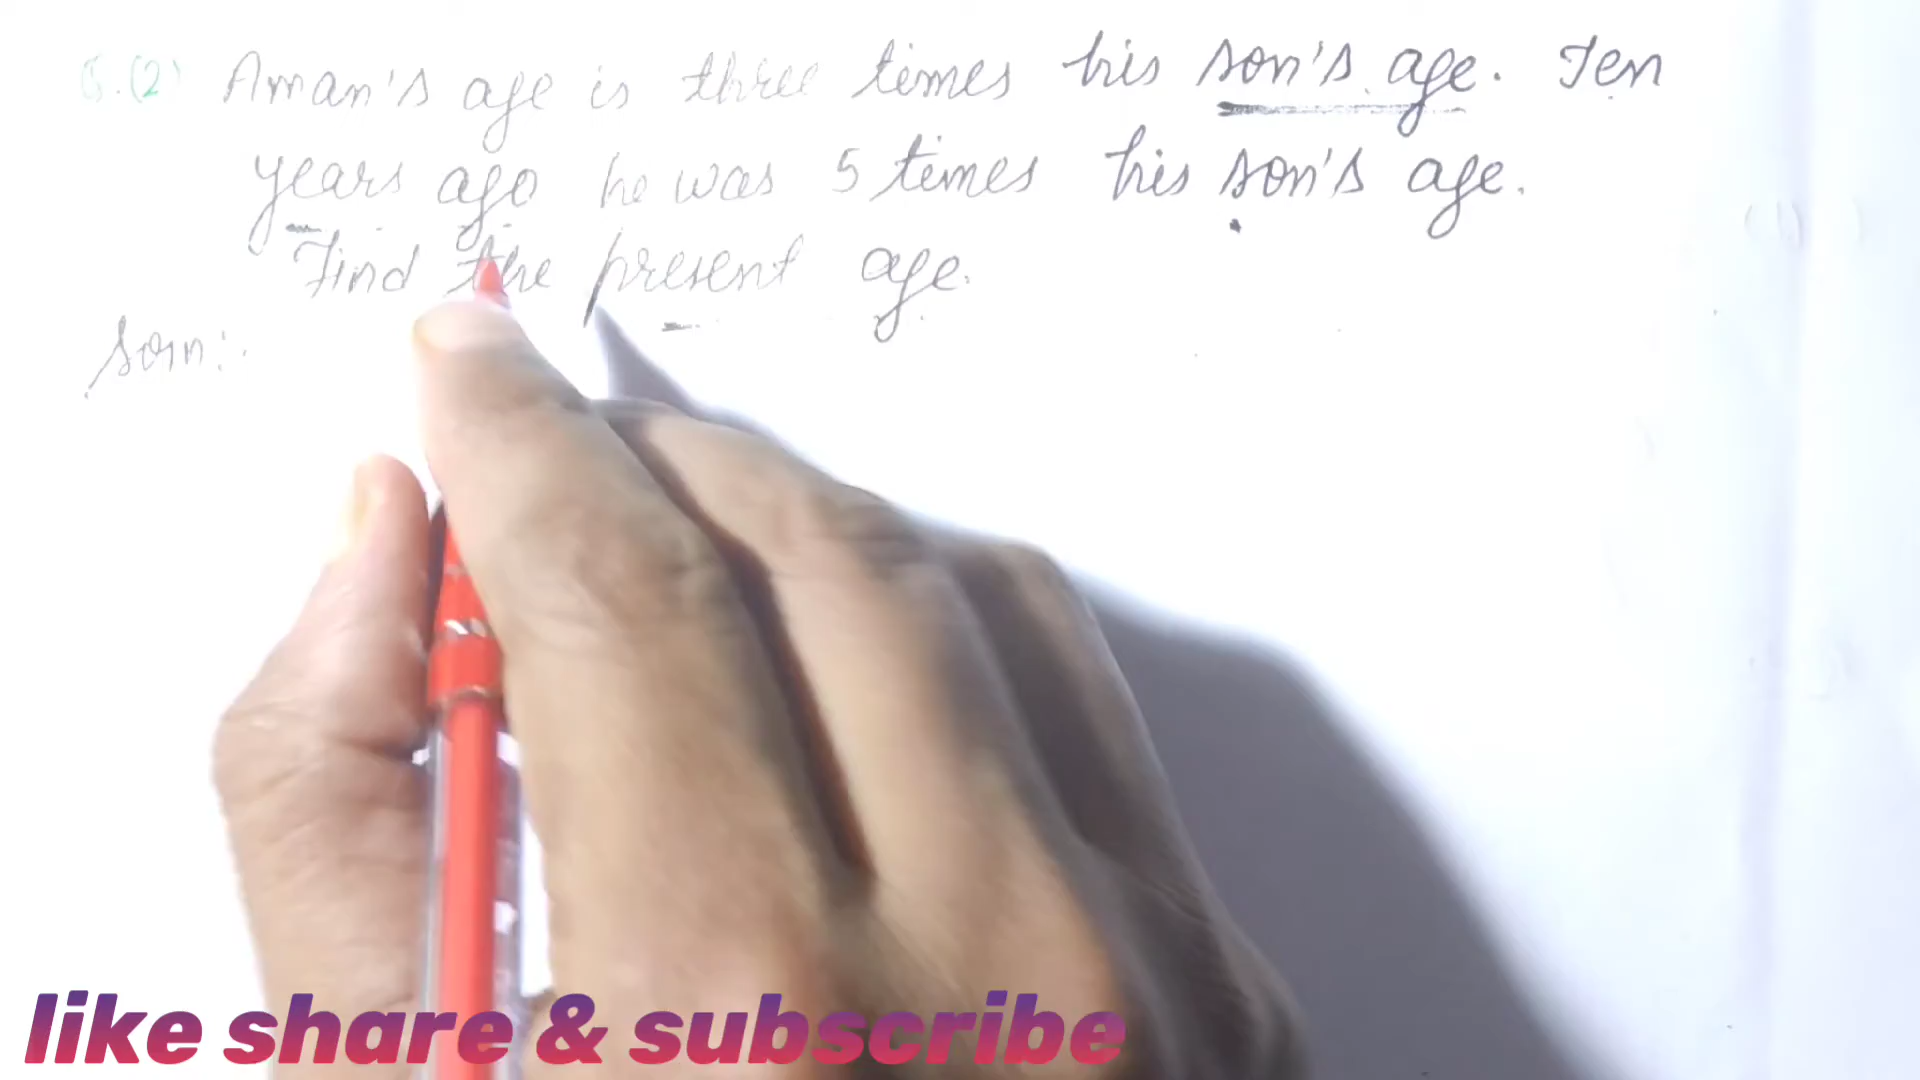 Q.(2) Aman's age is three times his son's age. Ten
years ago he was 5 times his son's age.
Find the present age.
Soln:.
like share & subscribe